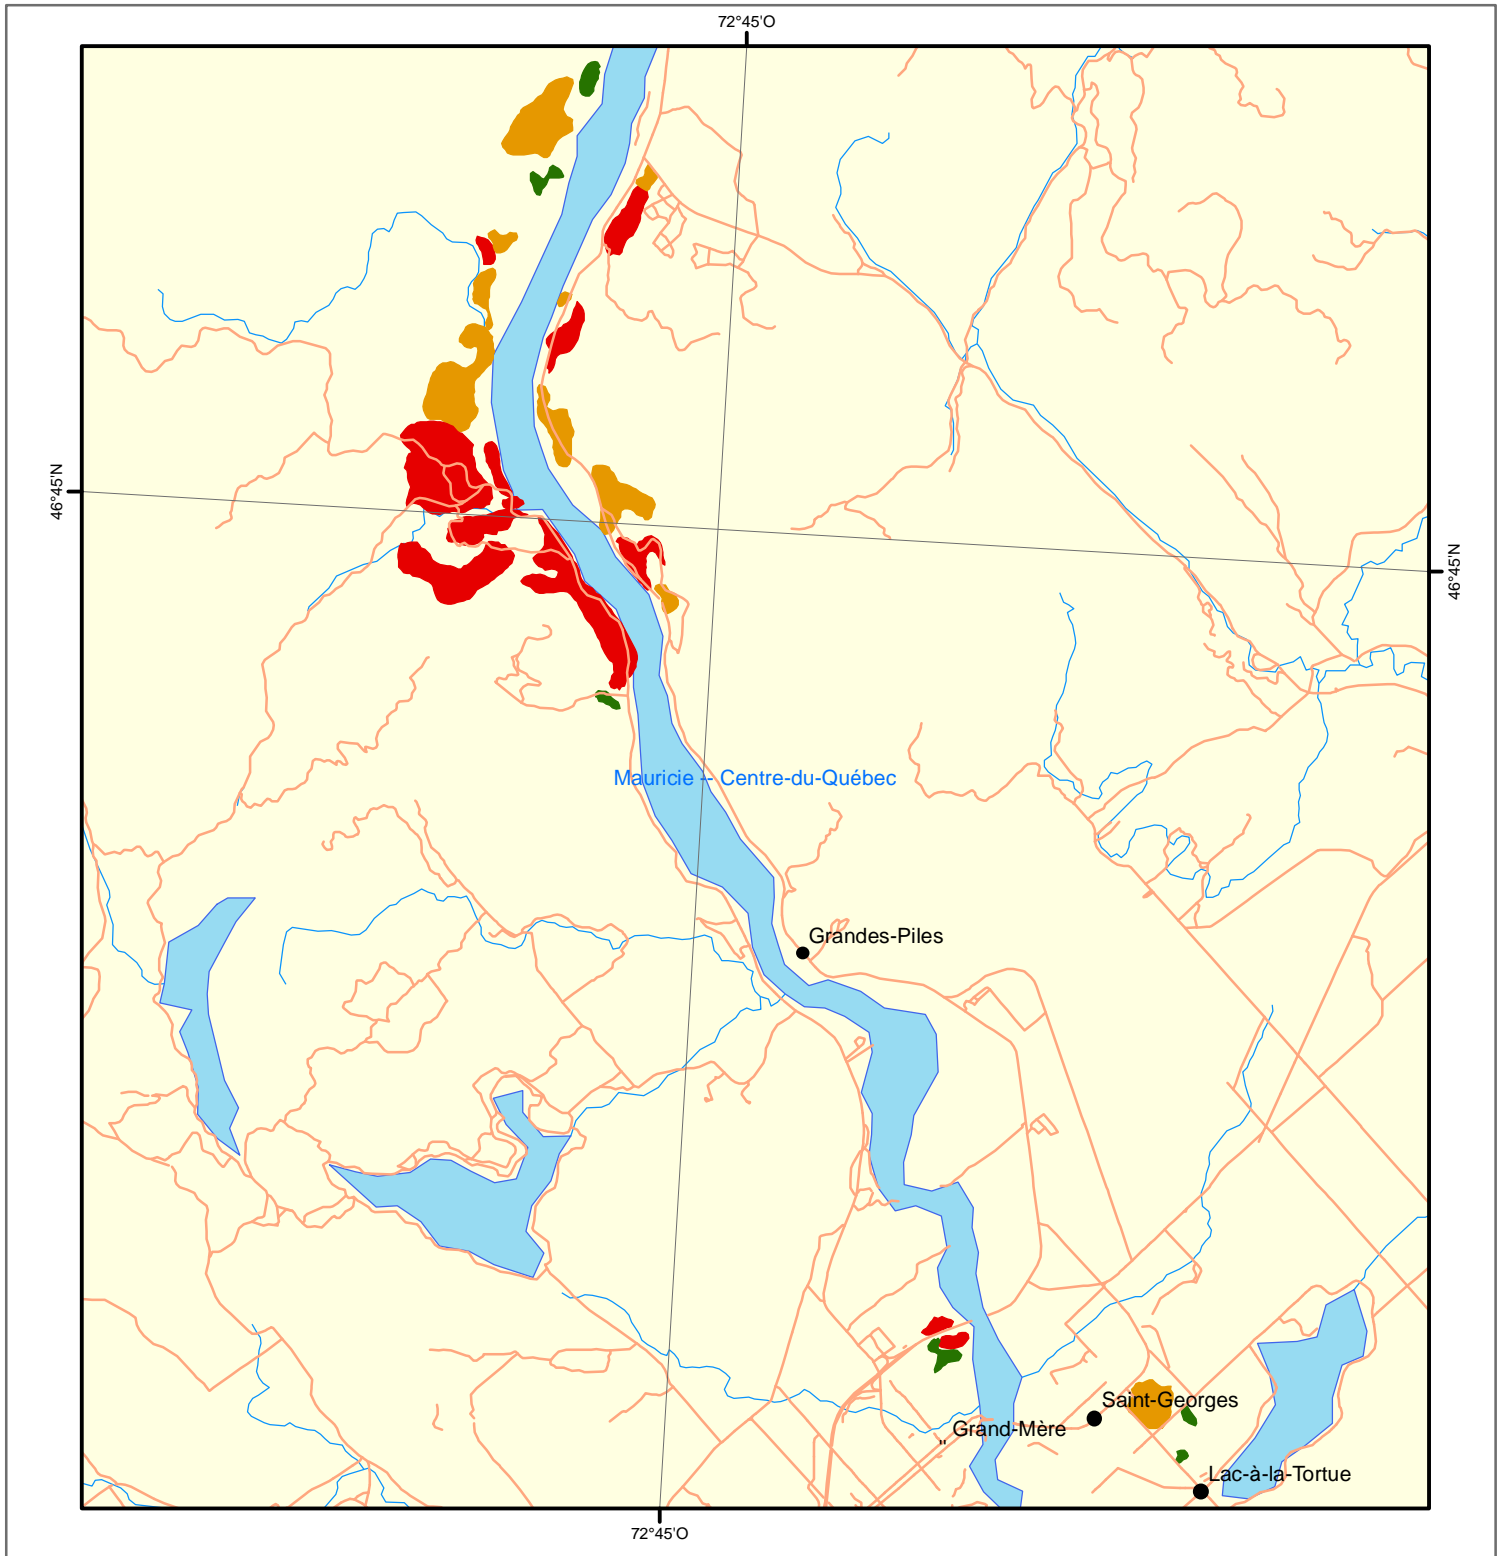 72°45'O
46°45'N
46°45'N
Mauricie -- Centre-du-Québec
Grandes-Piles
Saint-Georges
" Grand-Mère
Lac-à-la-Tortue
72°45'O